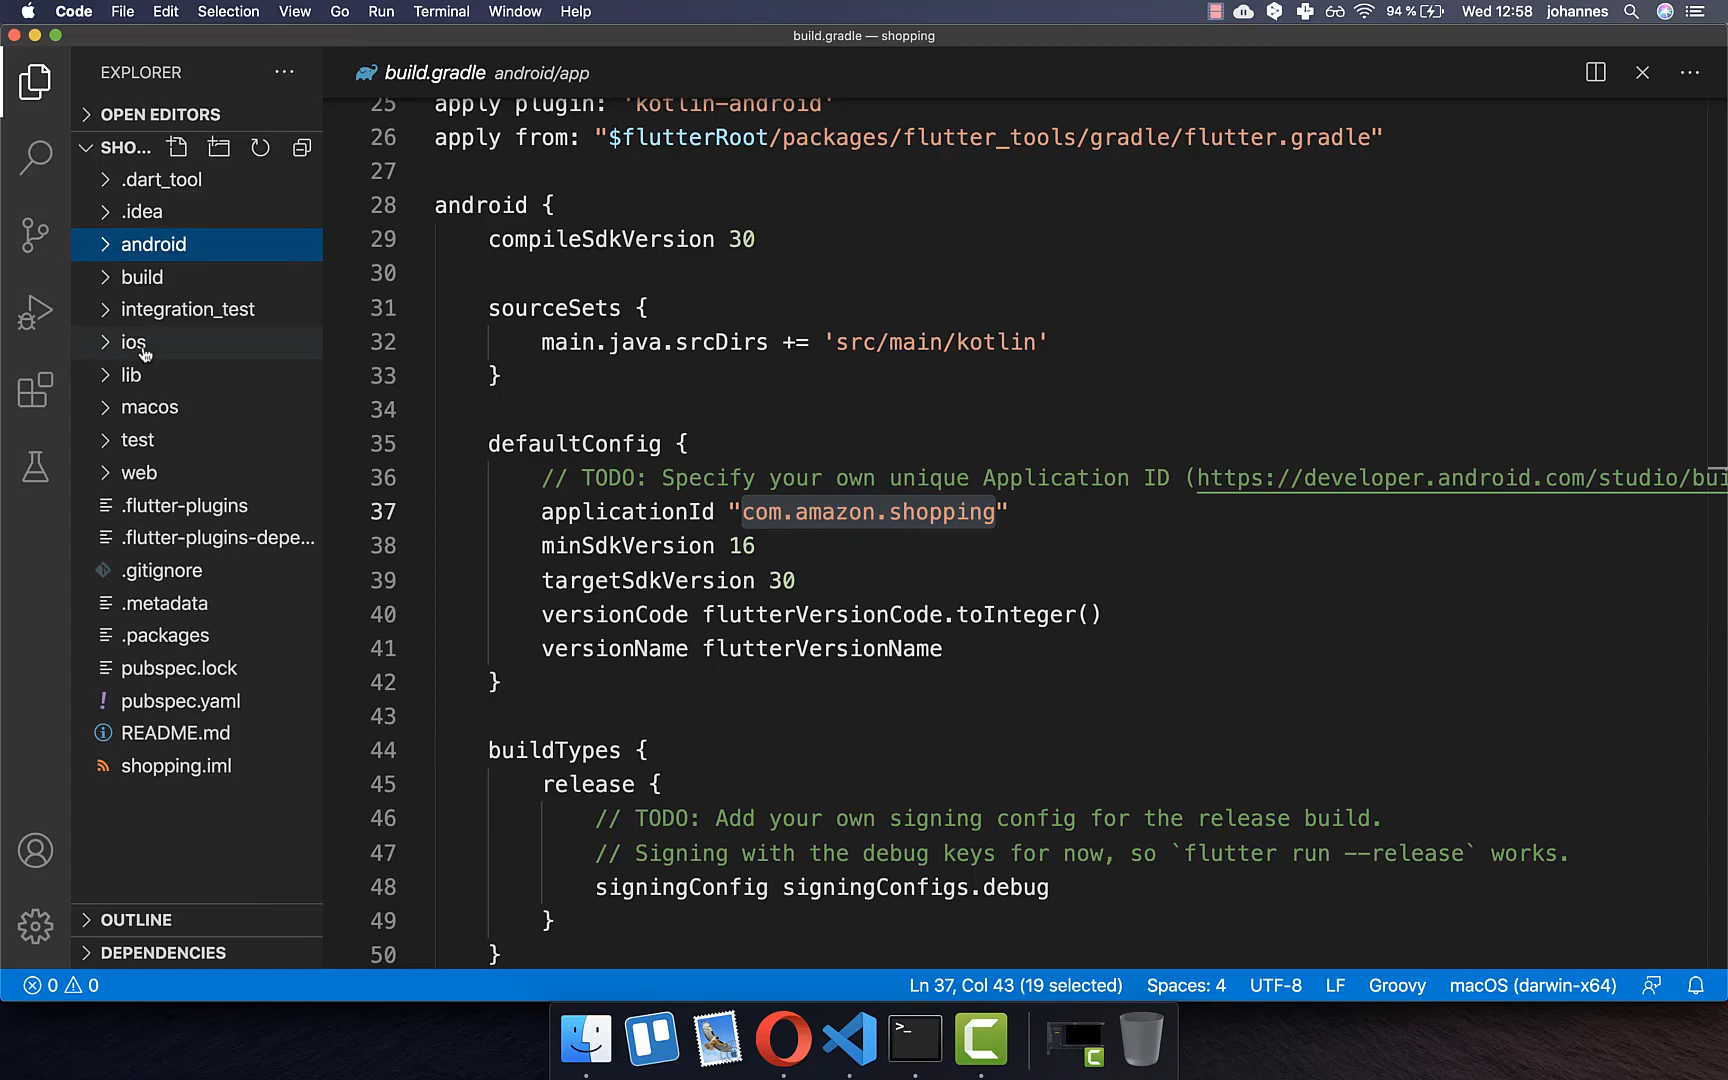 Code File Edit Selection View Go Run Terminal Window Help 94 % Wed 12:58 johannes
build.gradle — shopping
EXPLORER
build.gradle android/app
OPEN EDITORS
SHO...
.dart_tool
.idea
android
build
integration_test
ios
lib
macos
test
web
.flutter-plugins
.flutter-plugins-depe...
.gitignore
.metadata
.packages
pubspec.lock
pubspec.yaml
README.md
shopping.iml
OUTLINE
DEPENDENCIES
25 apply plugin: 'kotlin-android'
26 apply from: "$flutterRoot/packages/flutter_tools/gradle/flutter.gradle"
27
28 android {
29 compileSdkVersion 30
30
31 sourceSets {
32 main.java.srcDirs += 'src/main/kotlin'
33 }
34
35 defaultConfig {
36 // TODO: Specify your own unique Application ID (https://developer.android.com/studio/bui
37 applicationId "com.amazon.shopping"
38 minSdkVersion 16
39 targetSdkVersion 30
40 versionCode flutterVersionCode.toInteger()
41 versionName flutterVersionName
42 }
43
44 buildTypes {
45 release {
46 // TODO: Add your own signing config for the release build.
47 // Signing with the debug keys for now, so `flutter run --release` works.
48 signingConfig signingConfigs.debug
49 }
50 }
0 0 Ln 37, Col 43 (19 selected) Spaces: 4 UTF-8 LF Groovy macOS (darwin-x64)